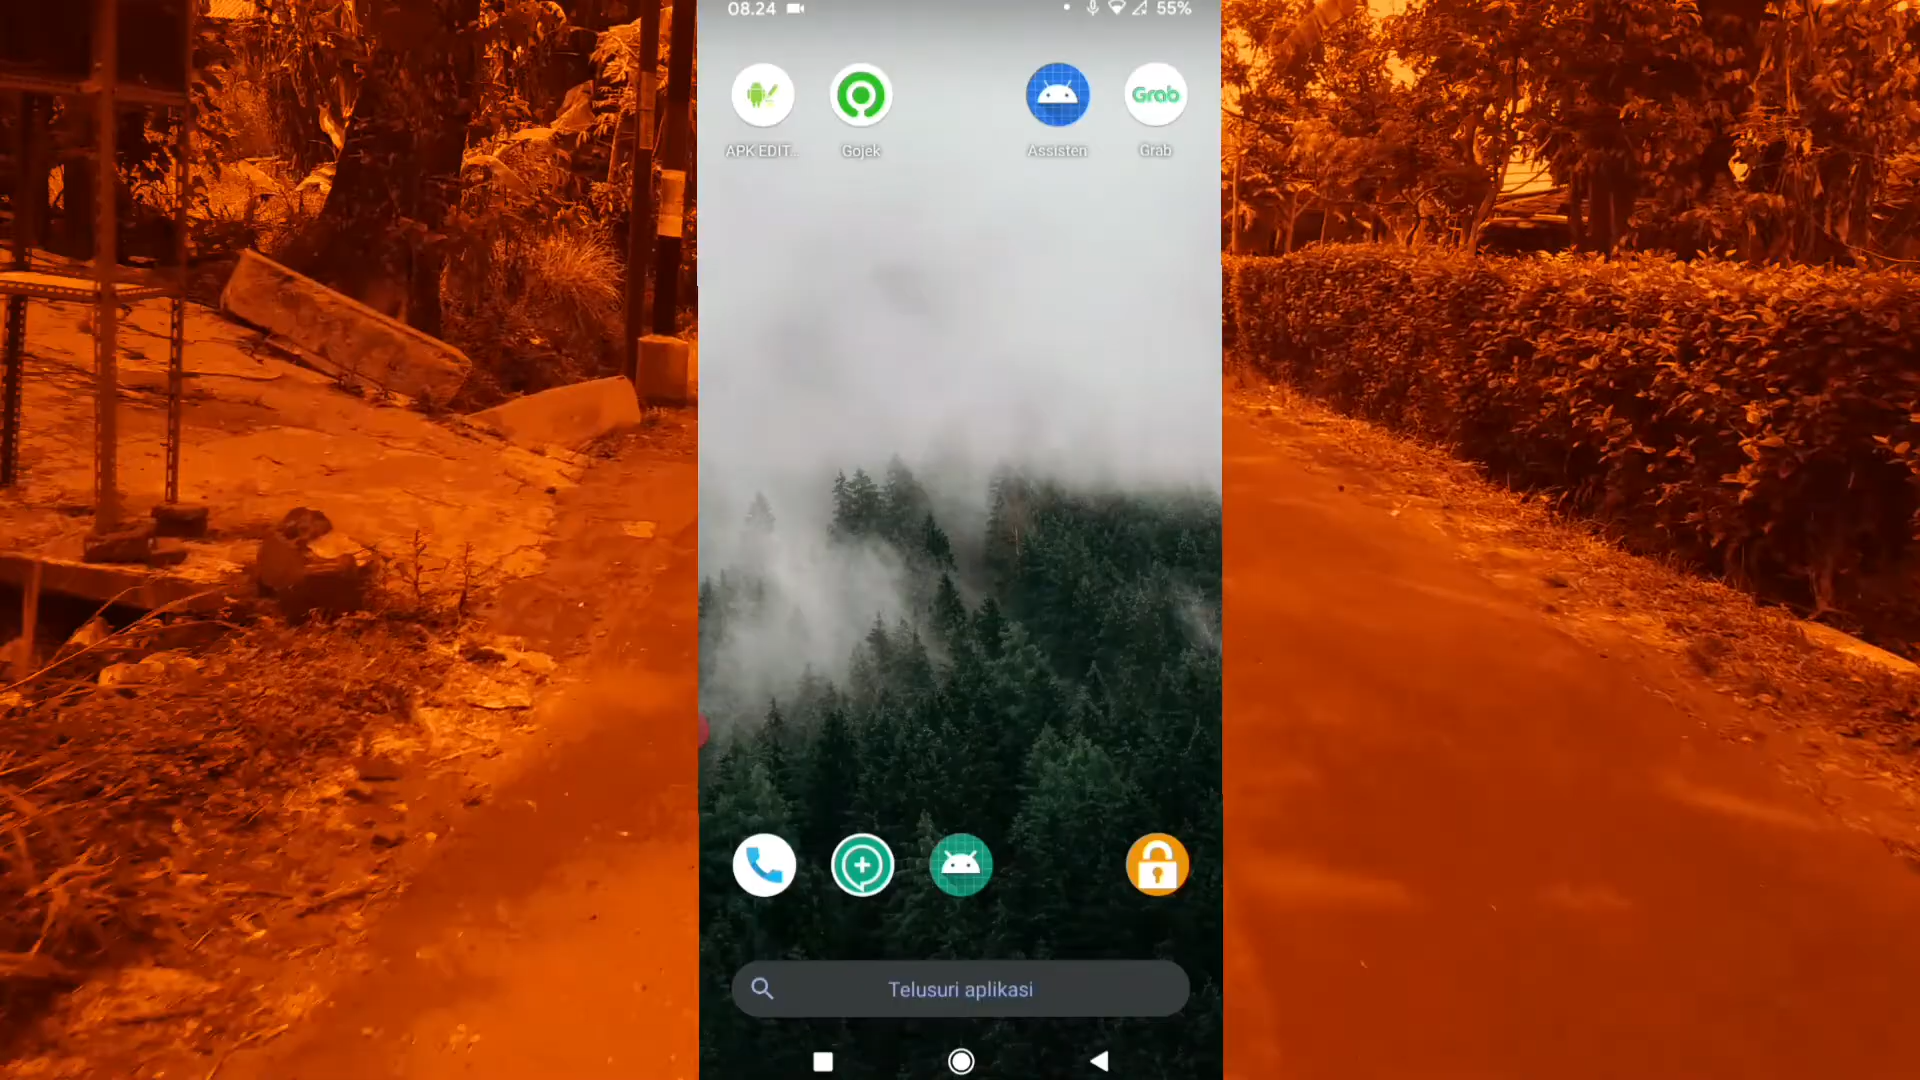 08.24
55%
Grab
APK EDIT...
Gojek
Assisten
Grab
Telusuri aplikasi